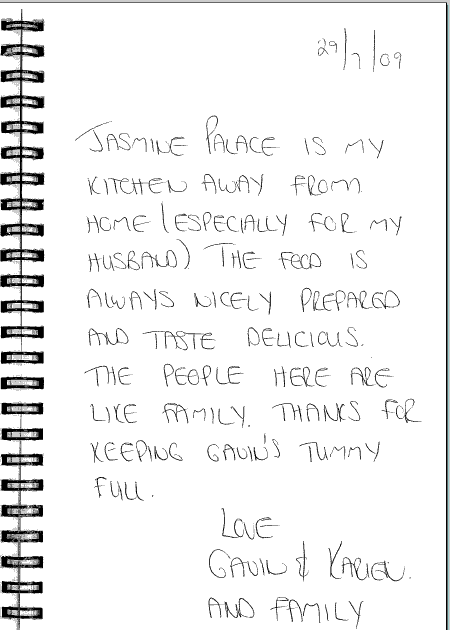 29/7/09
JASMINE PALACE IS MY
KITCHEN AWAY FROM
HOME (ESPECIALLY FOR MY
HUSBAND) THE FOOD IS
ALWAYS NICELY PREPARED
AND TASTE DELICIOUS.
THE PEOPLE HERE ARE
LIKE FAMILY. THANKS FOR
KEEPING GAVIN'S TUMMY
FULL.
LOVE
GAVIN & KAREN.
AND FAMILY